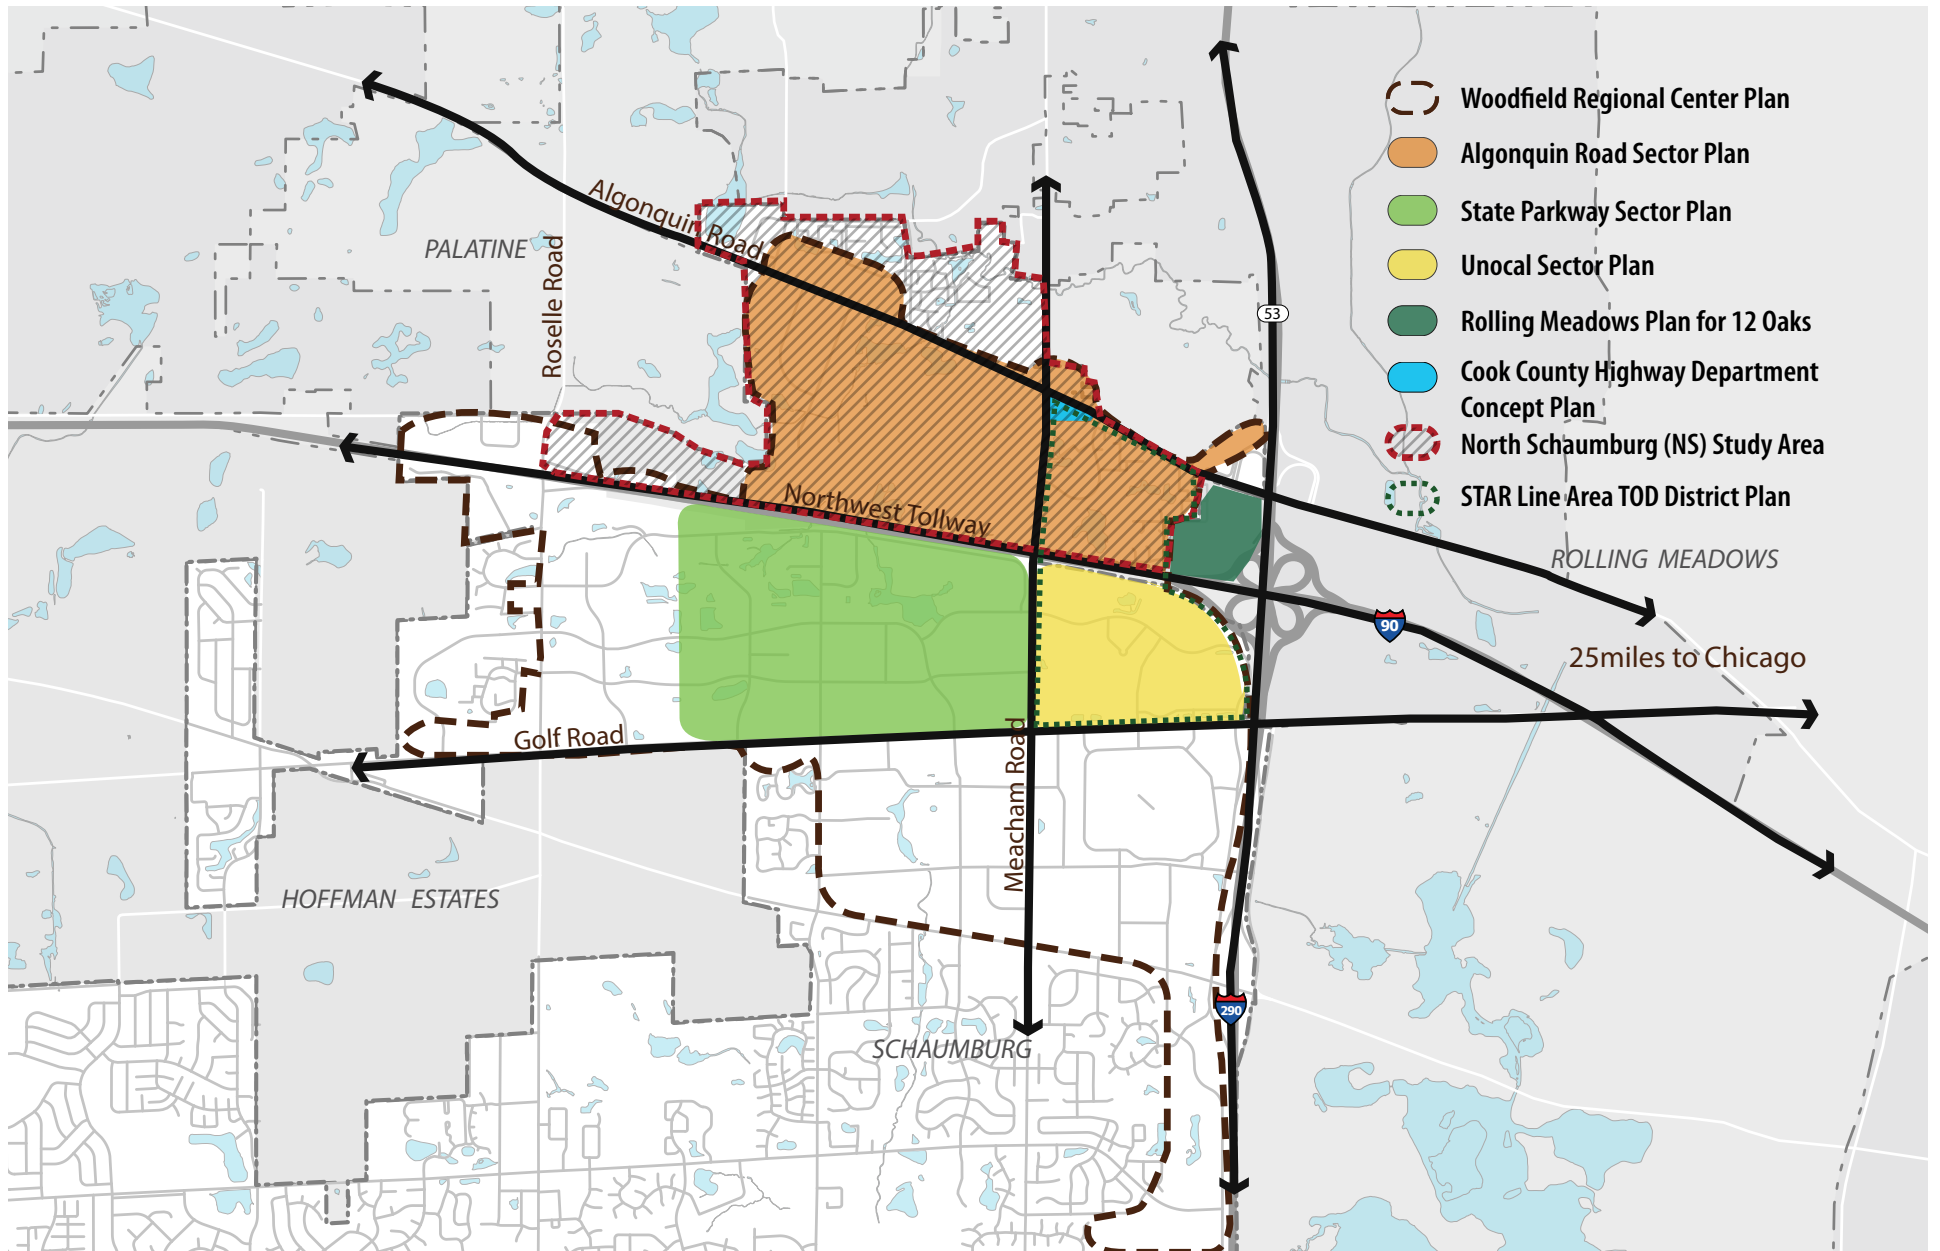 Woodfield Regional Center Plan
Algonquin Road Sector Plan
State Parkway Sector Plan
Unocal Sector Plan
Rolling Meadows Plan for 12 Oaks
Cook County Highway Department
Concept Plan
North Schaumburg (NS) Study Area
STAR Line Area TOD District Plan
Algonquin Road
PALATINE
Roselle Road
53
Northwest Tollway
ROLLING MEADOWS
90
25miles to Chicago
Golf Road
Meacham Road
HOFFMAN ESTATES
290
SCHAUMBURG